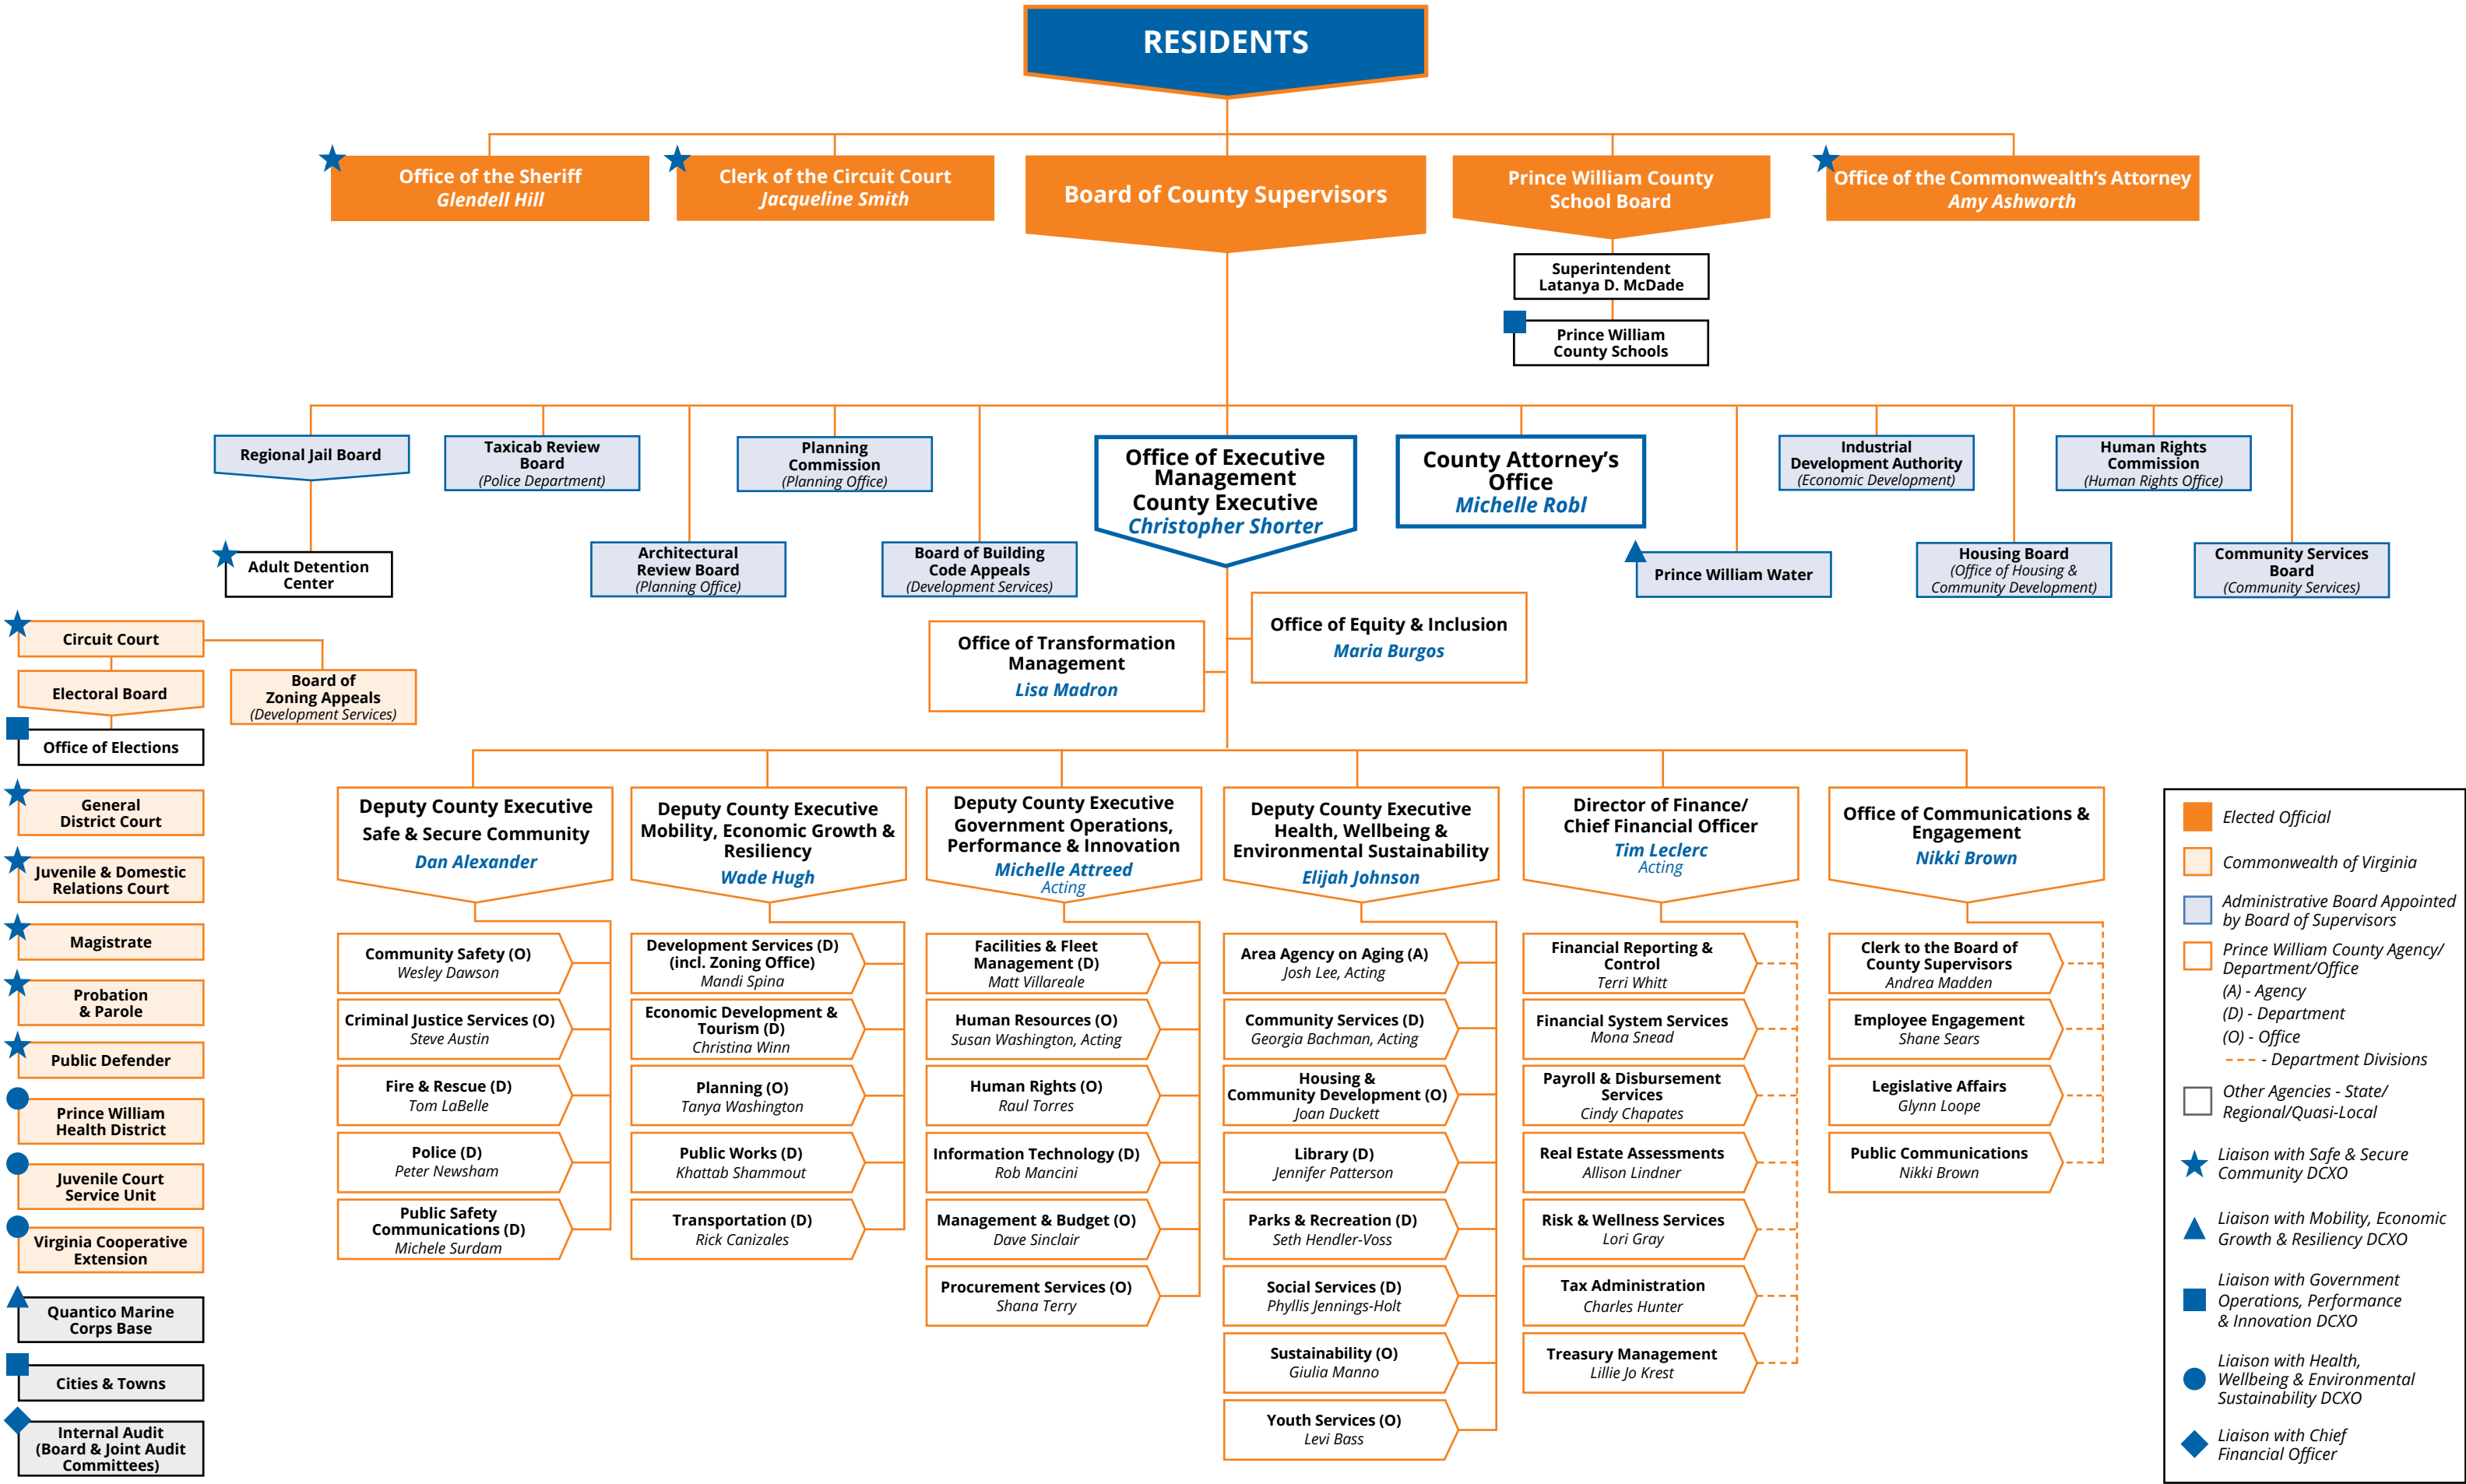 RESIDENTS
Office of the Sheriff
Glendell Hill
Clerk of the Circuit Court
Jacqueline Smith
Board of County Supervisors
Prince William County
School Board
Office of the Commonwealth’s Attorney
Amy Ashworth
Superintendent
Latanya D. McDade
Prince William
County Schools
Regional Jail Board
Taxicab Review
Board
(Police Department)
Planning
Commission
(Planning Office)
Office of Executive
Management
County Executive
Christopher Shorter
County Attorney’s
Office
Michelle Robl
Industrial
Development Authority
(Economic Development)
Human Rights
Commission
(Human Rights Office)
Adult Detention
Center
Architectural
Review Board
(Planning Office)
Board of Building
Code Appeals
(Development Services)
Prince William Water
Housing Board
(Office of Housing &
Community Development)
Community Services
Board
(Community Services)
Office of Transformation
Management
Lisa Madron
Office of Equity & Inclusion
Maria Burgos
Circuit Court
Electoral Board
Board of
Zoning Appeals
(Development Services)
Office of Elections
General
District Court
Juvenile & Domestic
Relations Court
Magistrate
Probation
& Parole
Public Defender
Prince William
Health District
Juvenile Court
Service Unit
Virginia Cooperative
Extension
Quantico Marine
Corps Base
Cities & Towns
Internal Audit
(Board & Joint Audit
Committees)
Deputy County Executive
Safe & Secure Community
Dan Alexander
Community Safety (O)
Wesley Dawson
Criminal Justice Services (O)
Steve Austin
Fire & Rescue (D)
Tom LaBelle
Police (D)
Peter Newsham
Public Safety
Communications (D)
Michele Surdam
Deputy County Executive
Mobility, Economic Growth &
Resiliency
Wade Hugh
Development Services (D)
(incl. Zoning Office)
Mandi Spina
Economic Development &
Tourism (D)
Christina Winn
Planning (O)
Tanya Washington
Public Works (D)
Khattab Shammout
Transportation (D)
Rick Canizales
Deputy County Executive
Government Operations,
Performance & Innovation
Michelle Attreed
Acting
Facilities & Fleet
Management (D)
Matt Villareale
Human Resources (O)
Susan Washington, Acting
Human Rights (O)
Raul Torres
Information Technology (D)
Rob Mancini
Management & Budget (O)
Dave Sinclair
Procurement Services (O)
Shana Terry
Deputy County Executive
Health, Wellbeing &
Environmental Sustainability
Elijah Johnson
Area Agency on Aging (A)
Josh Lee, Acting
Community Services (D)
Georgia Bachman, Acting
Housing &
Community Development (O)
Joan Duckett
Library (D)
Jennifer Patterson
Parks & Recreation (D)
Seth Hendler-Voss
Social Services (D)
Phyllis Jennings-Holt
Sustainability (O)
Giulia Manno
Youth Services (O)
Levi Bass
Director of Finance/
Chief Financial Officer
Tim Leclerc
Acting
Financial Reporting &
Control
Terri Whitt
Financial System Services
Mona Snead
Payroll & Disbursement
Services
Cindy Chapates
Real Estate Assessments
Allison Lindner
Risk & Wellness Services
Lori Gray
Tax Administration
Charles Hunter
Treasury Management
Lillie Jo Krest
Office of Communications &
Engagement
Nikki Brown
Clerk to the Board of
County Supervisors
Andrea Madden
Employee Engagement
Shane Sears
Legislative Affairs
Glynn Loope
Public Communications
Nikki Brown
Elected Official
Commonwealth of Virginia
Administrative Board Appointed
by Board of Supervisors
Prince William County Agency/
Department/Office
(A) - Agency
(D) - Department
(O) - Office
- Department Divisions
Other Agencies - State/
Regional/Quasi-Local
Liaison with Safe & Secure
Community DCXO
Liaison with Mobility, Economic
Growth & Resiliency DCXO
Liaison with Government
Operations, Performance
& Innovation DCXO
Liaison with Health,
Wellbeing & Environmental
Sustainability DCXO
Liaison with Chief
Financial Officer